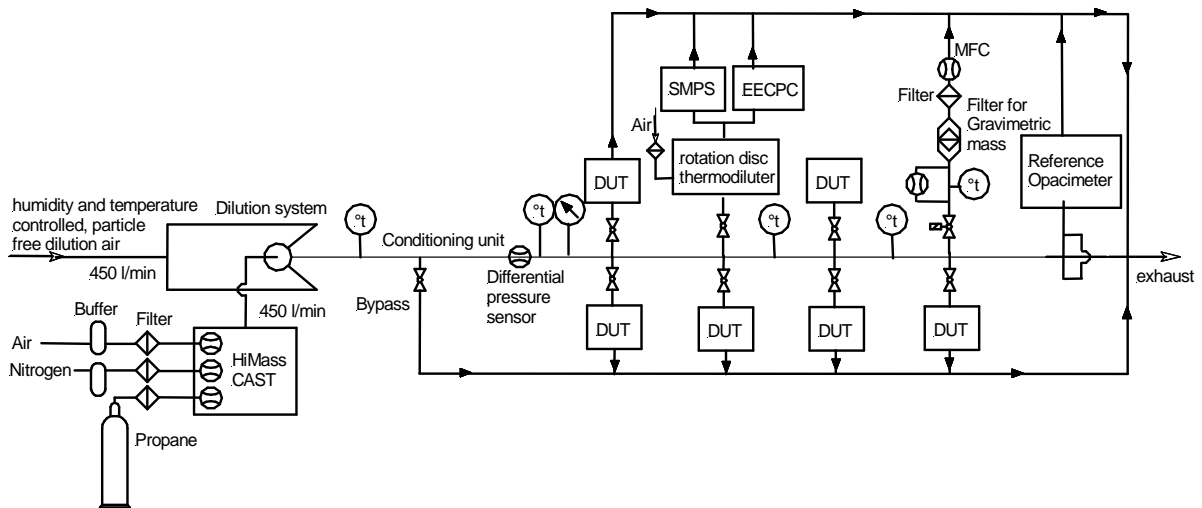 MFC
SMPS
EECPC
Filter
Filter for
Gravimetric
mass
Air
rotation disc
thermodiluter
DUT
DUT
Reference
Opacimeter
°t
humidity and temperature
controlled, particle
free dilution air
Dilution system
°t
°t
°t
°t
Conditioning unit
450 l/min
exhaust
Differential
pressure
sensor
Bypass
450 l/min
Buffer
Filter
DUT
DUT
DUT
DUT
Air
HiMass
CAST
Nitrogen
Propane